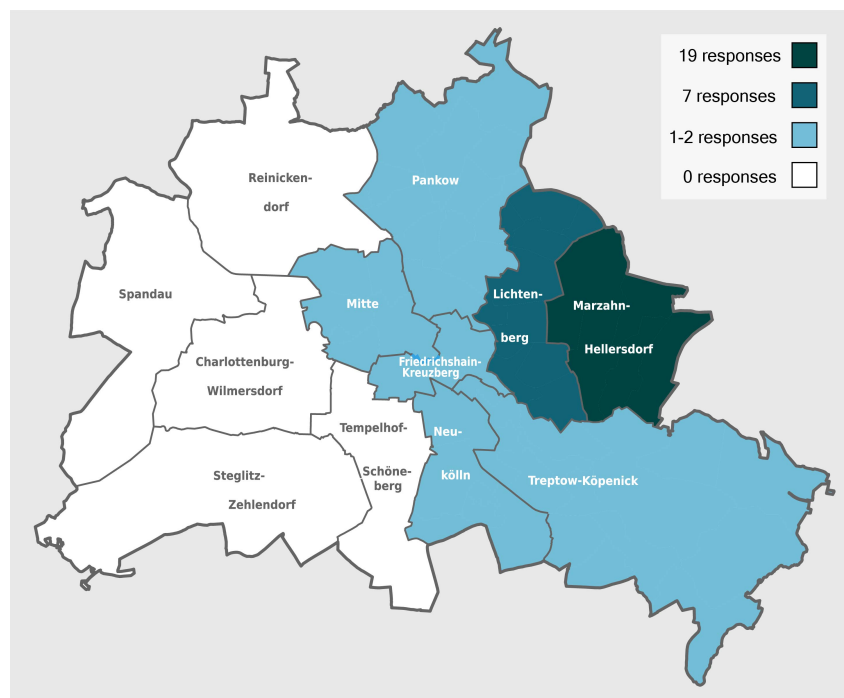 19 responses
7 responses
1-2 responses
0 responses
Reinicken-
dorf
Pankow
Spandau
Mitte
Lichten-
berg
Marzahn-
Hellersdorf
Charlottenburg-
Wilmersdorf
Friedrichshain-
Kreuzberg
Tempelhof-
Schöne-
berg
Neu-
kölln
Steglitz-
Zehlendorf
Treptow-Köpenick